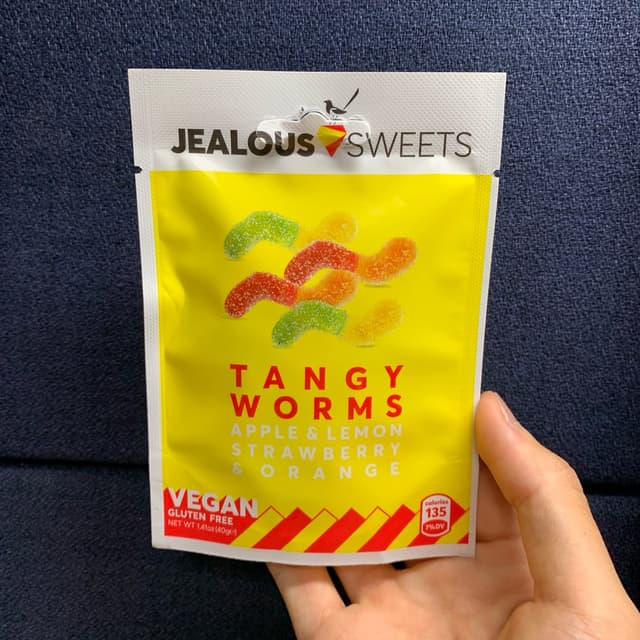 JEALOUS SWEETS
TANGY
WORMS
APPLE & LEMON
STRAWBERRY
& ORANGE
VEGAN
GLUTEN FREE
NET WT 1.41oz (40g℮)
calories
135
7%DV